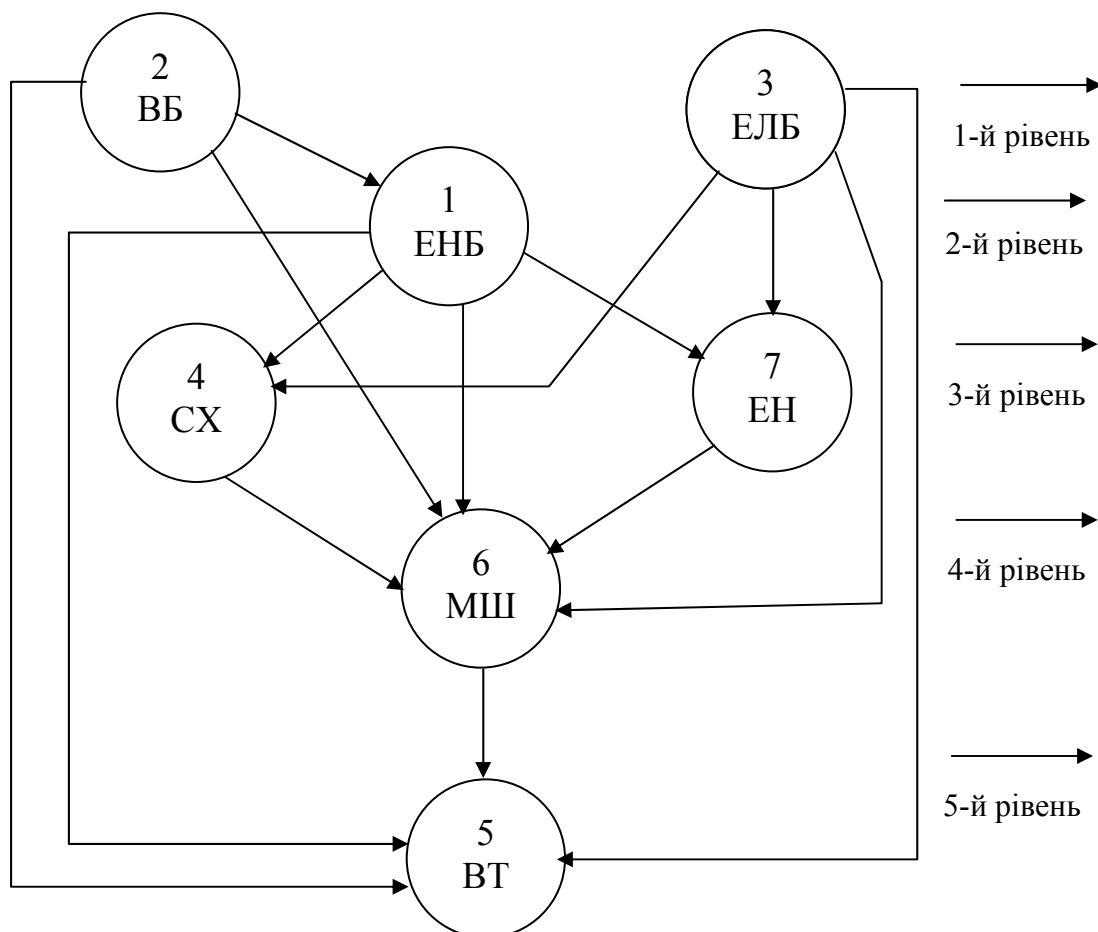 2
ВБ
3
ЕЛБ
1-й рівень
1
ЕНБ
2-й рівень
4
СХ
7
ЕН
3-й рівень
6
МШ
4-й рівень
5
ВТ
5-й рівень